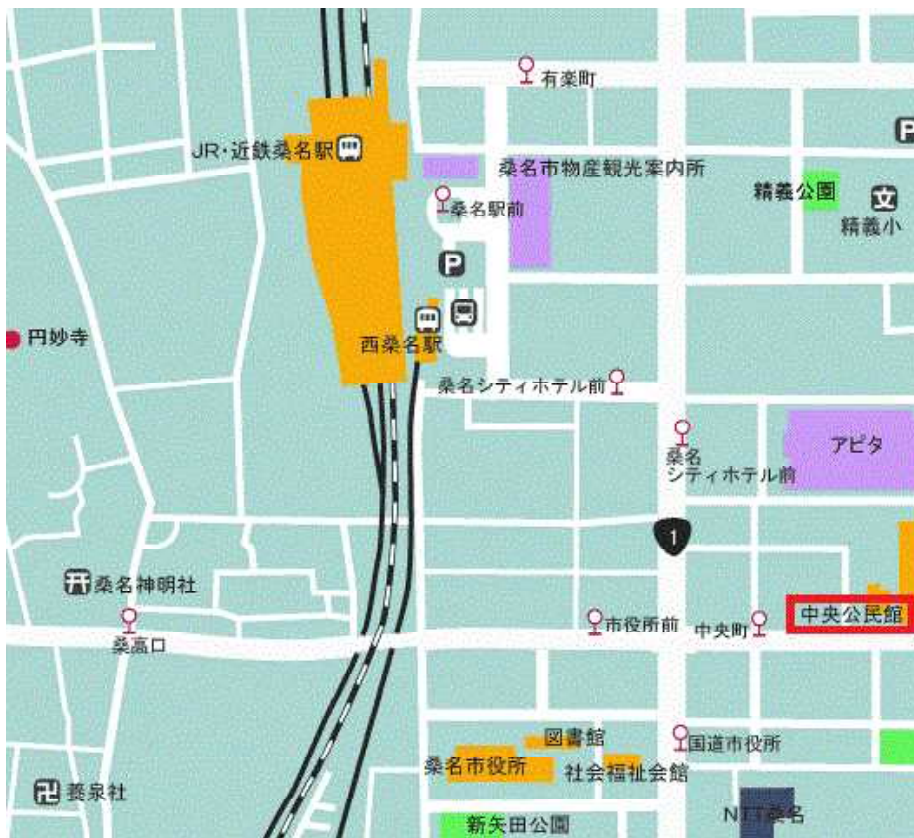 有楽町
P
JR・近鉄桑名駅
桑名市物産観光案内所
精義公園
文
桑名駅前
精義小
P
円妙寺
西桑名駅
桑名シティホテル前
アピタ
桑名
シティホテル前
1
桑名神明社
中央公民館
市役所前
中央町
桑高口
図書館
国道市役所
桑名市役所
社会福祉会館
養泉社
NTT桑名
新矢田公園